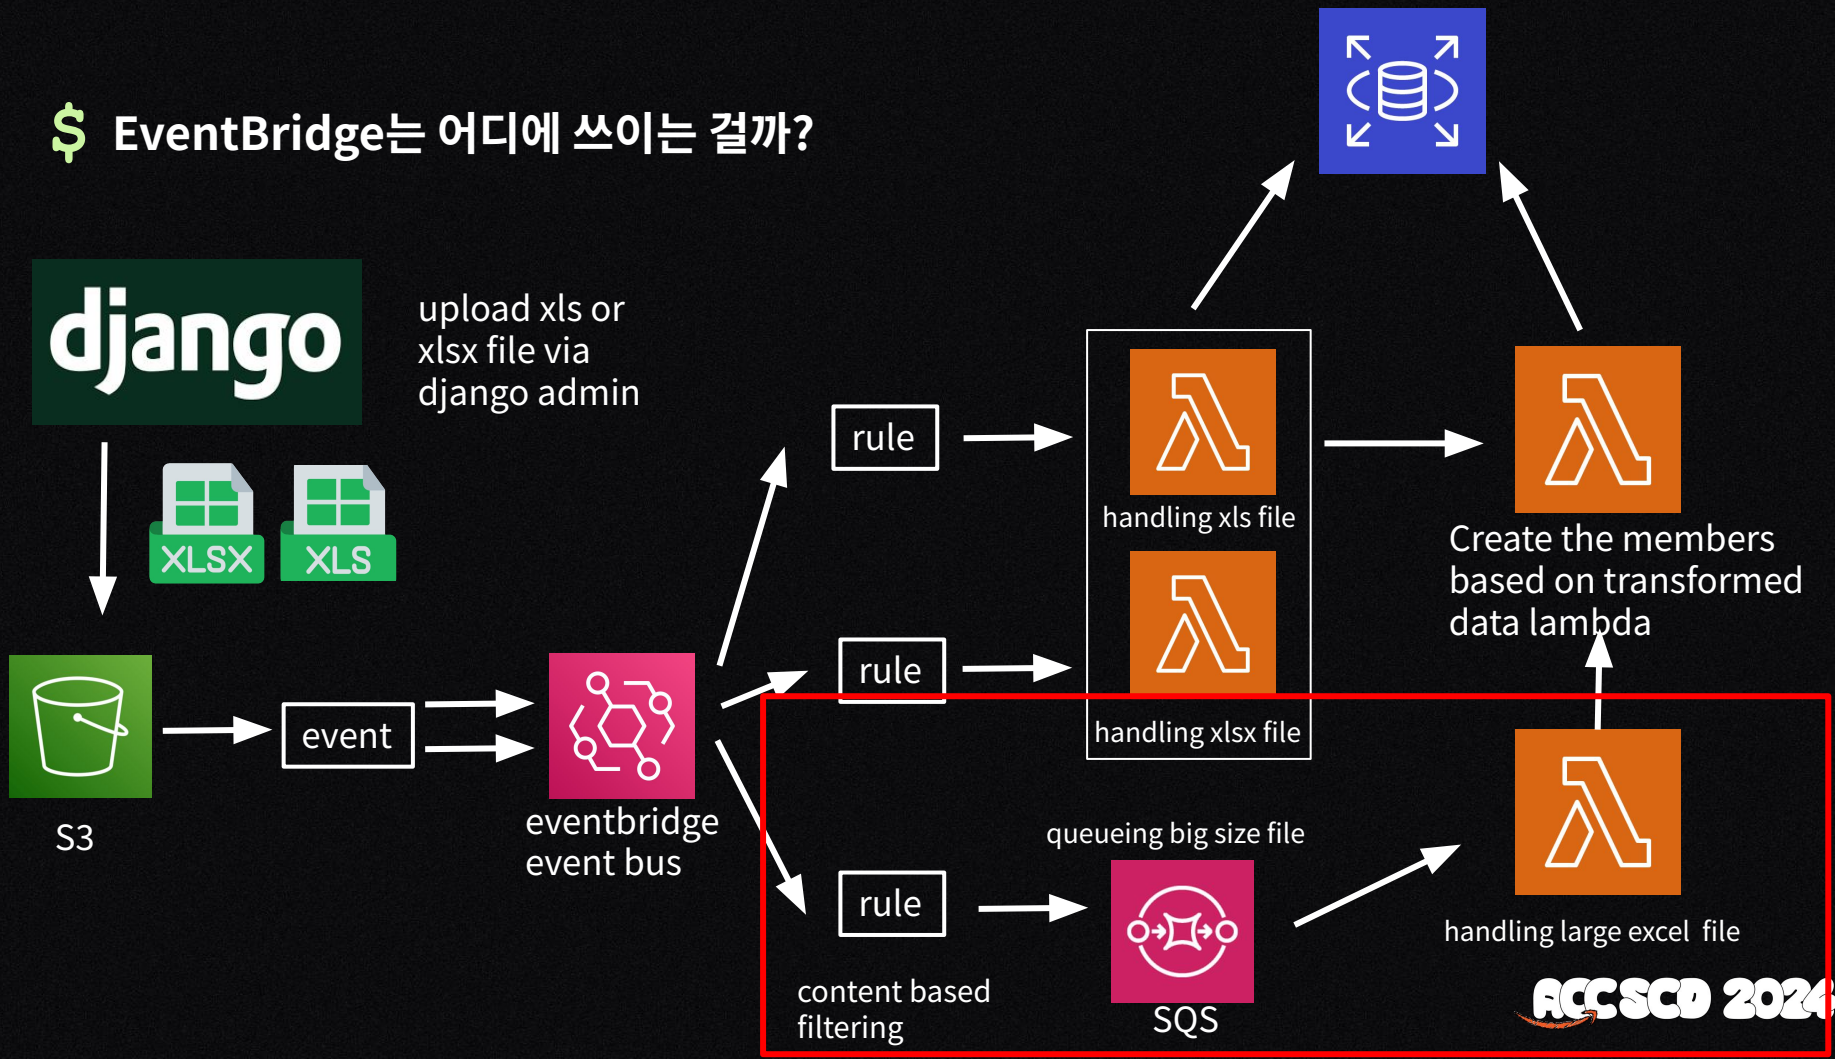 $ EventBridge는 어디에 쓰이는 걸까?
django
upload xls or
xlsx file via
django admin
XLSX
XLS
S3
event
eventbridge
event bus
rule
rule
rule
content based
filtering
handling xls file
handling xlsx file
queueing big size file
SQS
Create the members
based on transformed
data lambda
handling large excel file
ACC SCD 2024